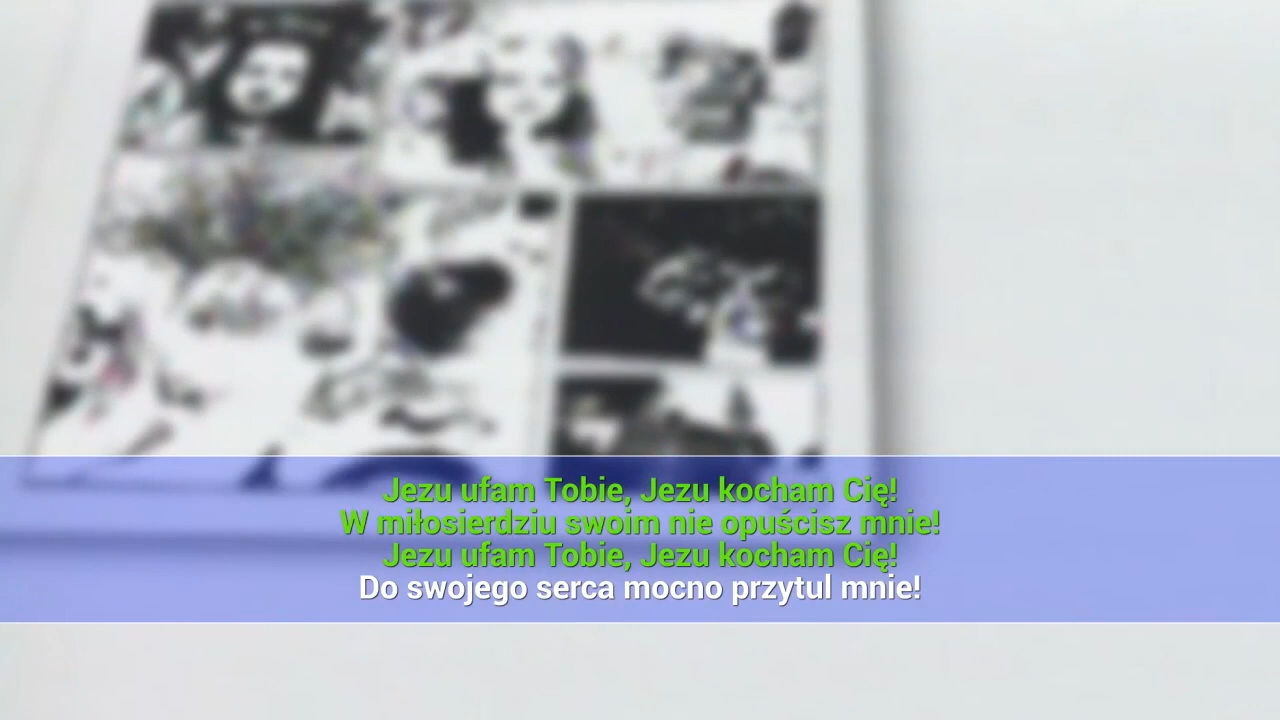 Jezu ufam Tobie, Jezu kocham Cię!
W miłosierdziu swoim nie opuścisz mnie!
Jezu ufam Tobie, Jezu kocham Cię!
Do swojego serca mocno przytul mnie!